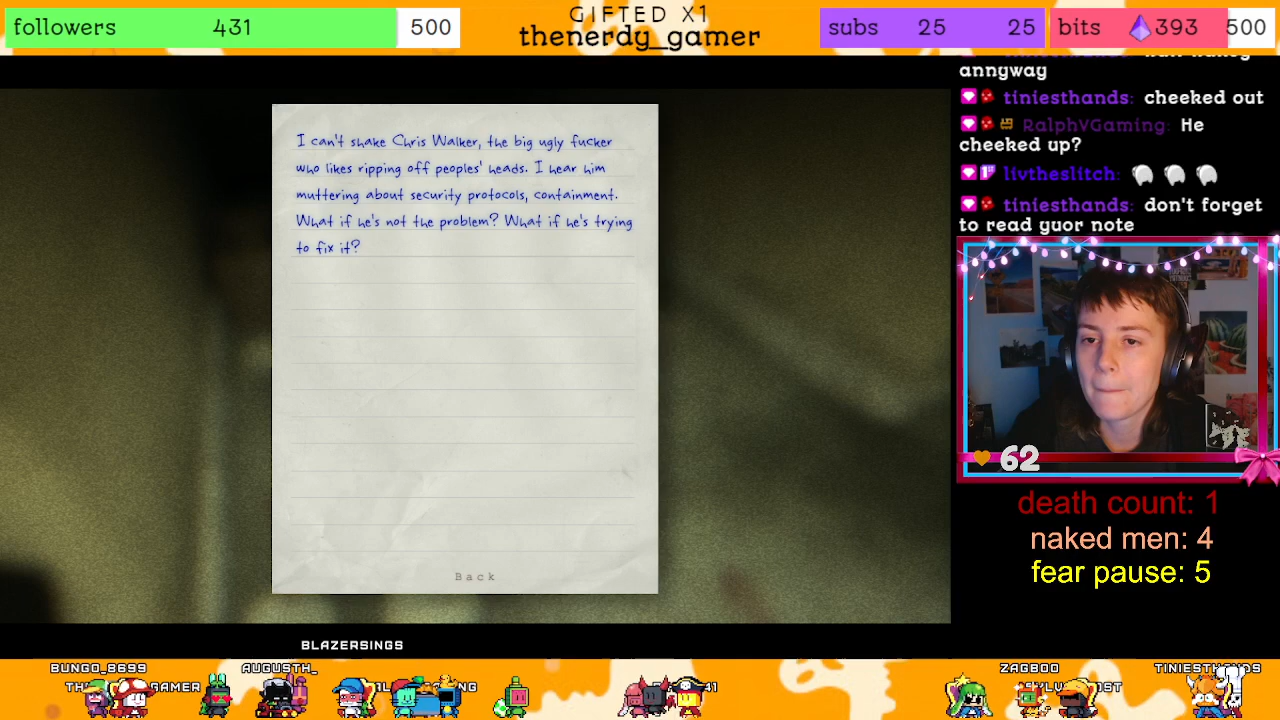 followers 431 500
GIFTED X1
thenerdy_gamer
subs 25 25
bits 393 500
annyway
tiniesthands: cheeked out
RalphVGaming: He
cheeked up?
livtheslitch:
tiniesthands: don't forget
to read yuor note
I can't shake Chris Walker, the big ugly fucker
who likes ripping off peoples' heads. I hear him
muttering about security protocols, containment.
What if he's not the problem? What if he's trying
to fix it?
Back
62
death count: 1
naked men: 4
fear pause: 5
BLAZERSINGS
BUNGO_8699
AUGUSTH_
ZAGBOO
TINIESTHANDS